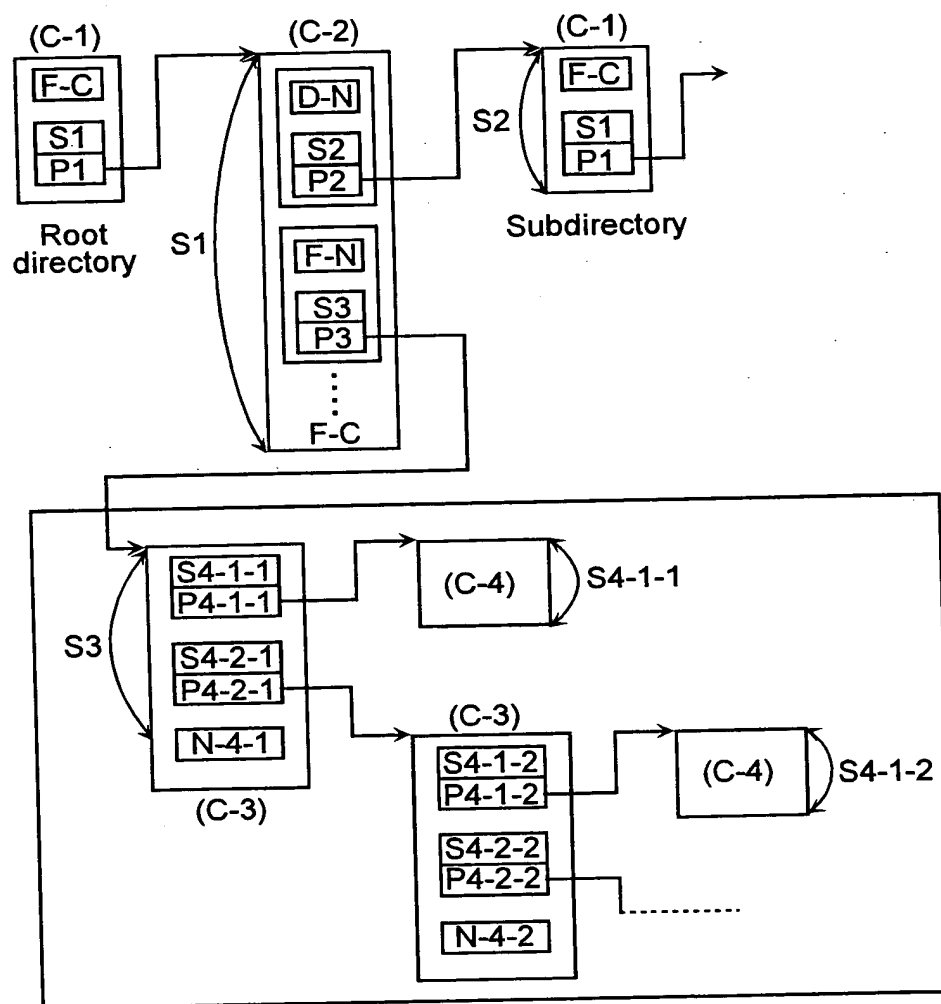 (C-1)
F-C
S1
P1
Root
directory
S1
(C-2)
D-N
S2
P2
F-N
S3
P3
F-C
(C-1)
S2
F-C
S1
P1
Subdirectory
S3
S4-1-1
P4-1-1
S4-2-1
P4-2-1
N-4-1
(C-3)
(C-4)
S4-1-1
(C-3)
S4-1-2
P4-1-2
S4-2-2
P4-2-2
N-4-2
(C-4)
S4-1-2